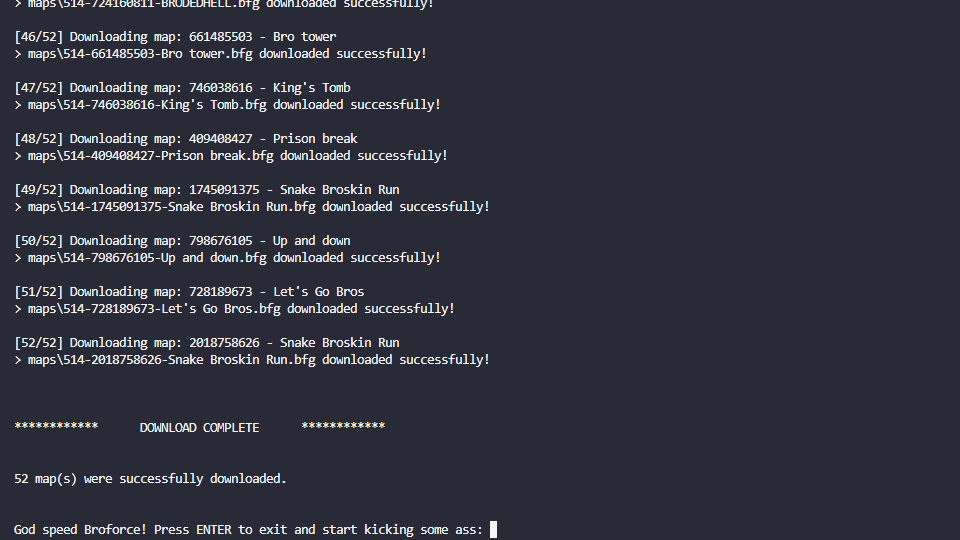 > maps\514-724160811-BRODEDHELL.bfg downloaded successfully!
[46/52] Downloading map: 661485503 - Bro tower
> maps\514-661485503-Bro tower.bfg downloaded successfully!
[47/52] Downloading map: 746038616 - King's Tomb
> maps\514-746038616-King's Tomb.bfg downloaded successfully!
[48/52] Downloading map: 409408427 - Prison break
> maps\514-409408427-Prison break.bfg downloaded successfully!
[49/52] Downloading map: 1745091375 - Snake Broskin Run
> maps\514-1745091375-Snake Broskin Run.bfg downloaded successfully!
[50/52] Downloading map: 798676105 - Up and down
> maps\514-798676105-Up and down.bfg downloaded successfully!
[51/52] Downloading map: 728189673 - Let's Go Bros
> maps\514-728189673-Let's Go Bros.bfg downloaded successfully!
[52/52] Downloading map: 2018758626 - Snake Broskin Run
> maps\514-2018758626-Snake Broskin Run.bfg downloaded successfully!
************ DOWNLOAD COMPLETE ************
52 map(s) were successfully downloaded.
God speed Broforce! Press ENTER to exit and start kicking some ass: